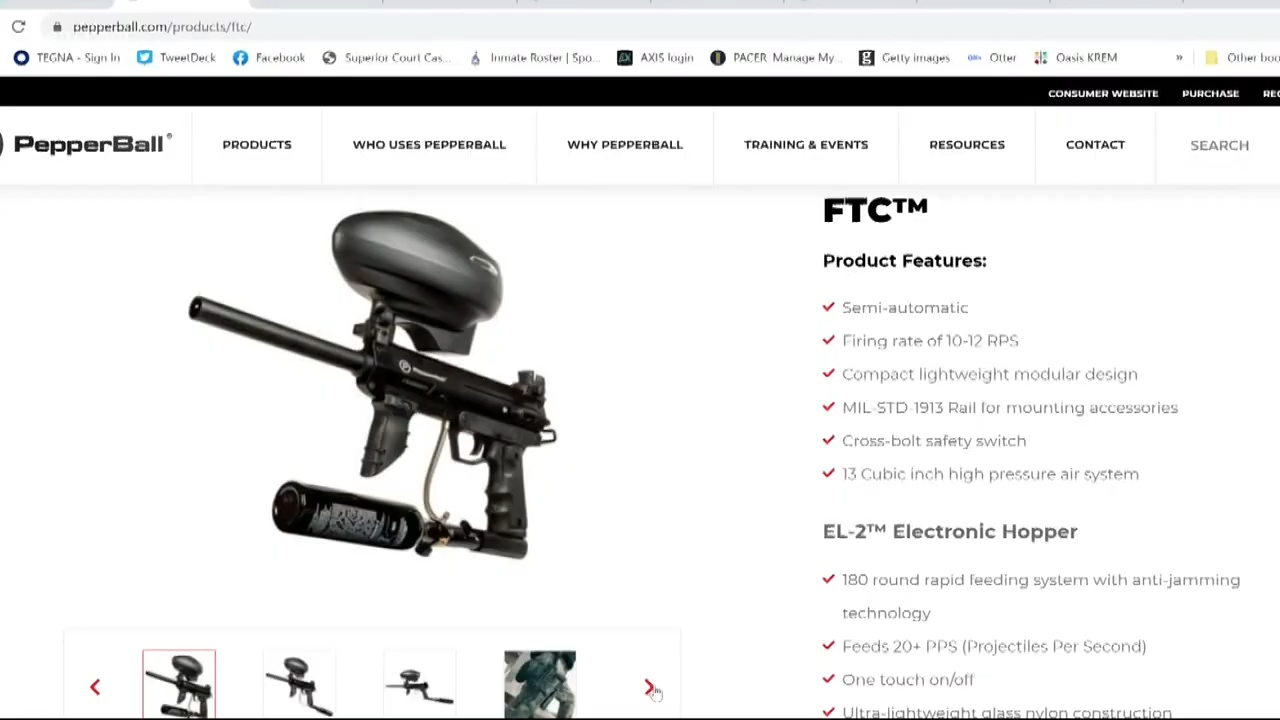 pepperball.com/products/ftc/
TEGNA - Sign In TweetDeck Facebook Superior Court Cas... Inmate Roster | Spo... AXIS login PACER Manage My... Getty images Otter Oasis KREM » Other boo
CONSUMER WEBSITE PURCHASE REC
PepperBall® PRODUCTS WHO USES PEPPERBALL WHY PEPPERBALL TRAINING & EVENTS RESOURCES CONTACT SEARCH
FTC™
Product Features:
Semi-automatic
Firing rate of 10-12 RPS
Compact lightweight modular design
MIL-STD-1913 Rail for mounting accessories
Cross-bolt safety switch
13 Cubic inch high pressure air system
EL-2™ Electronic Hopper
180 round rapid feeding system with anti-jamming
technology
Feeds 20+ PPS (Projectiles Per Second)
One touch on/off
Ultra-lightweight glass nylon construction